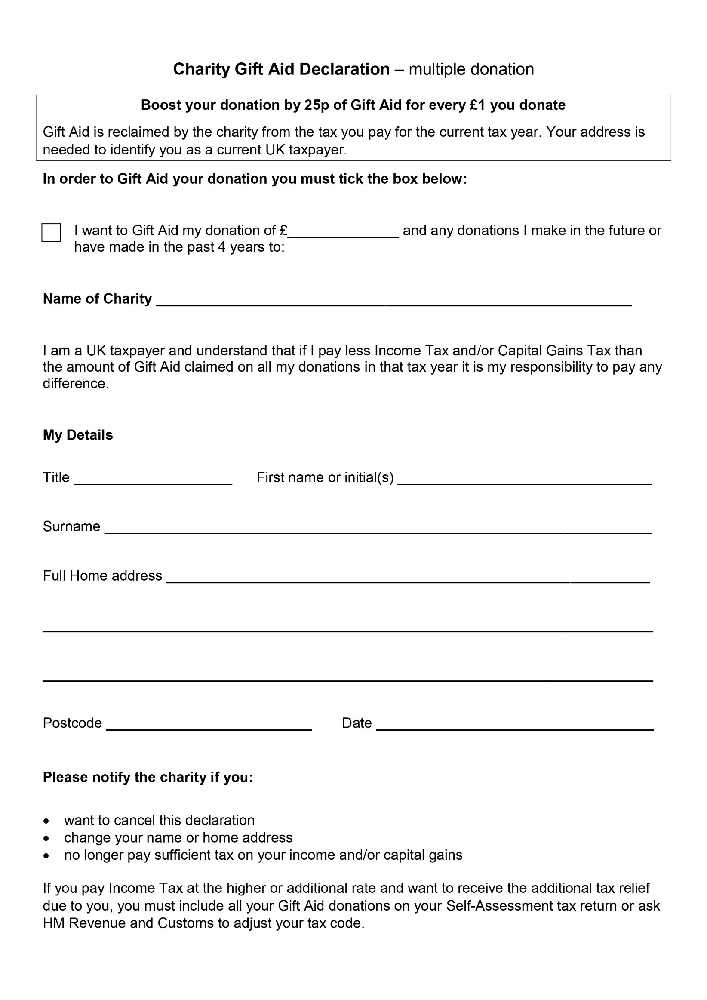 Charity Gift Aid Declaration – multiple donation
Boost your donation by 25p of Gift Aid for every £1 you donate
Gift Aid is reclaimed by the charity from the tax you pay for the current tax year. Your address is
needed to identify you as a current UK taxpayer.
In order to Gift Aid your donation you must tick the box below:
I want to Gift Aid my donation of £______________ and any donations I make in the future or
have made in the past 4 years to:
Name of Charity ____________________________________________________________
I am a UK taxpayer and understand that if I pay less Income Tax and/or Capital Gains Tax than
the amount of Gift Aid claimed on all my donations in that tax year it is my responsibility to pay any
difference.
My Details
Title ____________________ First name or initial(s) ________________________________
Surname _____________________________________________________________________
Full Home address _____________________________________________________________
_____________________________________________________________________________
_____________________________________________________________________________
Postcode __________________________ Date ___________________________________
Please notify the charity if you:
• want to cancel this declaration
• change your name or home address
• no longer pay sufficient tax on your income and/or capital gains
If you pay Income Tax at the higher or additional rate and want to receive the additional tax relief
due to you, you must include all your Gift Aid donations on your Self-Assessment tax return or ask
HM Revenue and Customs to adjust your tax code.